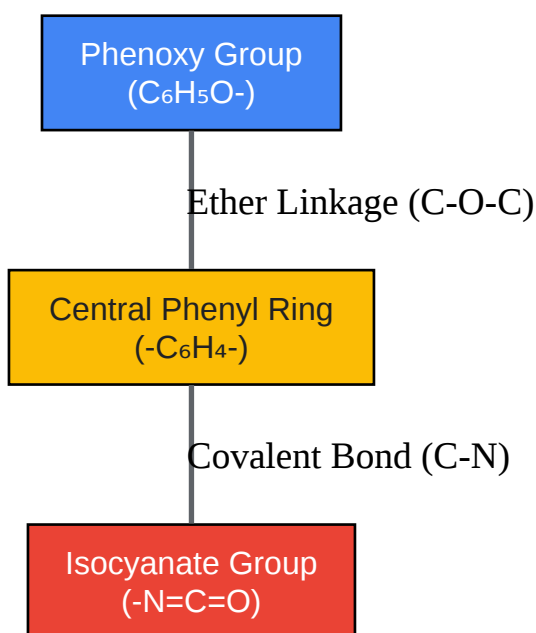 Phenoxy Group
(C₆H₅O-)
Ether Linkage (C-O-C)
Central Phenyl Ring
(-C₆H₄-)
Covalent Bond (C-N)
Isocyanate Group
(-N=C=O)